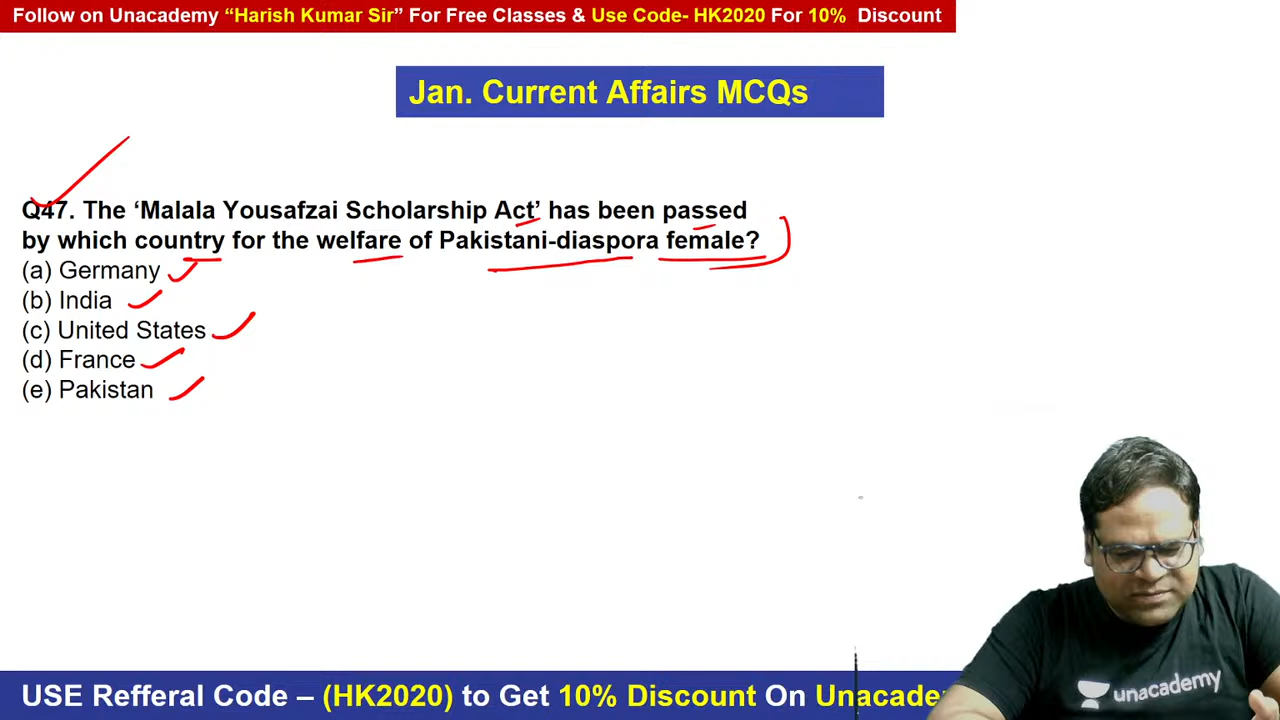 Follow on Unacademy “Harish Kumar Sir” For Free Classes & Use Code- HK2020 For 10% Discount
Jan. Current Affairs MCQs
Q47. The ‘Malala Yousafzai Scholarship Act’ has been passed
by which country for the welfare of Pakistani-diaspora female?
(a) Germany
(b) India
(c) United States
(d) France
(e) Pakistan
unacademy
USE Refferal Code – (HK2020) to Get 10% Discount On Unacade